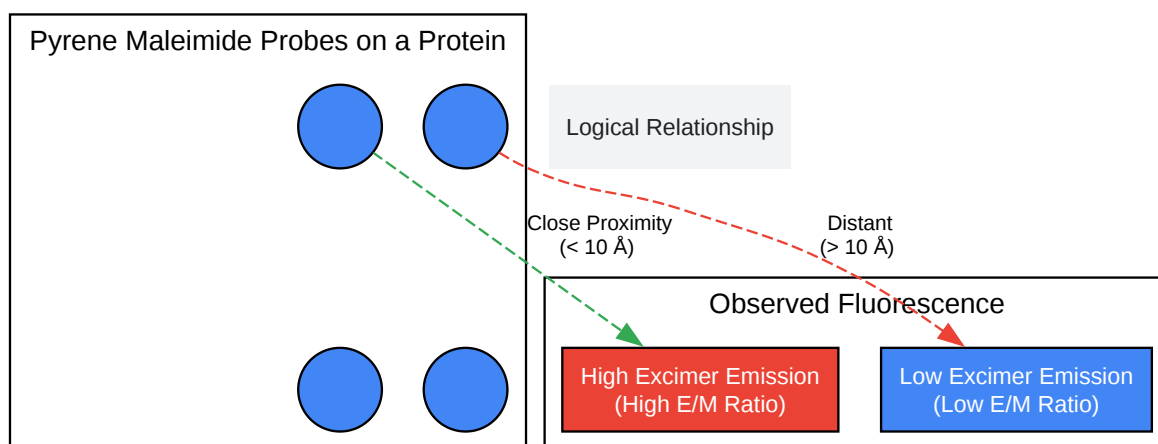 Pyrene Maleimide Probes on a Protein
Logical Relationship
Close Proximity
(< 10 Å)
Distant
(> 10 Å)
Observed Fluorescence
High Excimer Emission
(High E/M Ratio)
Low Excimer Emission
(Low E/M Ratio)